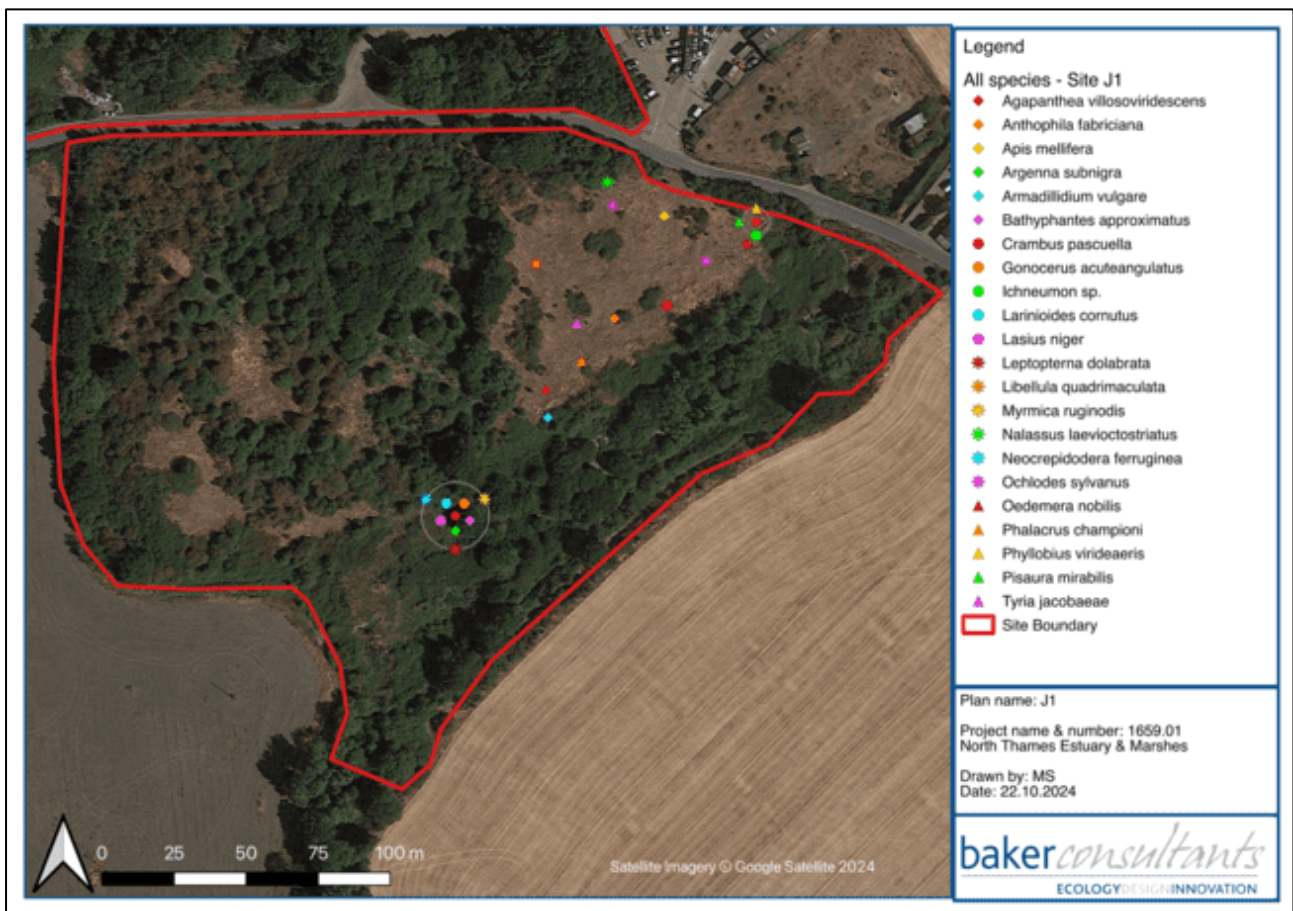 Legend
All species - Site J1
Agapanthea villosoviridescens
Anthophila fabriciana
Apis mellifera
Argenna subnigra
Armadillidium vulgare
Bathyphantes approximatus
Crambus pascuella
Gonocerus acuteangulatus
Ichneumon sp.
Larinioides cornutus
Lasius niger
Leptopterna dolabrata
Libellula quadrimaculata
Myrmica ruginodis
Nalassus laevioctostriatus
Neocrepidodera ferruginea
Ochlodes sylvanus
Oedemera nobilis
Phalacrus championi
Phyllobius virideaeris
Pisaura mirabilis
Tyria jacobaeae
Site Boundary
Plan name: J1
Project name & number: 1659.01
North Thames Estuary & Marshes
Drawn by: MS
Date: 22.10.2024
baker consultants
ECOLOGYDESIGNINNOVATION
0 25 50 75 100 m
Satellite Imagery © Google Satellite 2024